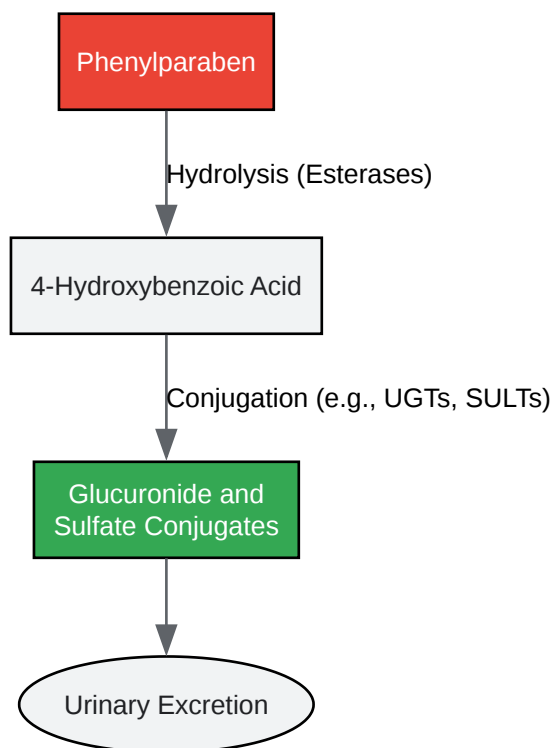 Phenylparaben
Hydrolysis (Esterases)
4-Hydroxybenzoic Acid
Conjugation (e.g., UGTs, SULTs)
Glucuronide and
Sulfate Conjugates
Urinary Excretion